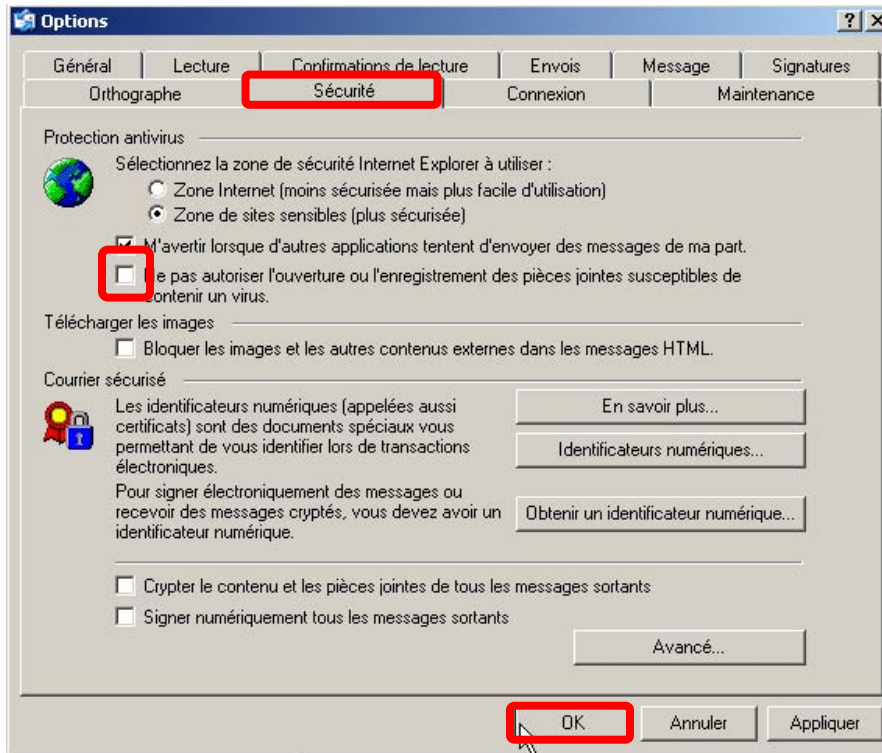 Options
Général
Lecture
Confirmations de lecture
Envois
Message
Signatures
Orthographe
Sécurité
Connexion
Maintenance
Protection antivirus
Sélectionnez la zone de sécurité Internet Explorer à utiliser :
Zone Internet (moins sécurisée mais plus facile d'utilisation)
Zone de sites sensibles (plus sécurisée)
M'avertir lorsque d'autres applications tentent d'envoyer des messages de ma part.
Ne pas autoriser l'ouverture ou l'enregistrement des pièces jointes susceptibles de
contenir un virus.
Télécharger les images
Bloquer les images et les autres contenus externes dans les messages HTML.
Courrier sécurisé
Les identificateurs numériques (appelées aussi
certificats) sont des documents spéciaux vous
permettant de vous identifier lors de transactions
électroniques.
En savoir plus...
Identificateurs numériques...
Pour signer électroniquement des messages ou
recevoir des messages cryptés, vous devez avoir un
identificateur numérique.
Obtenir un identificateur numérique...
Crypter le contenu et les pièces jointes de tous les messages sortants
Signer numériquement tous les messages sortants
Avancé...
OK
Annuler
Appliquer